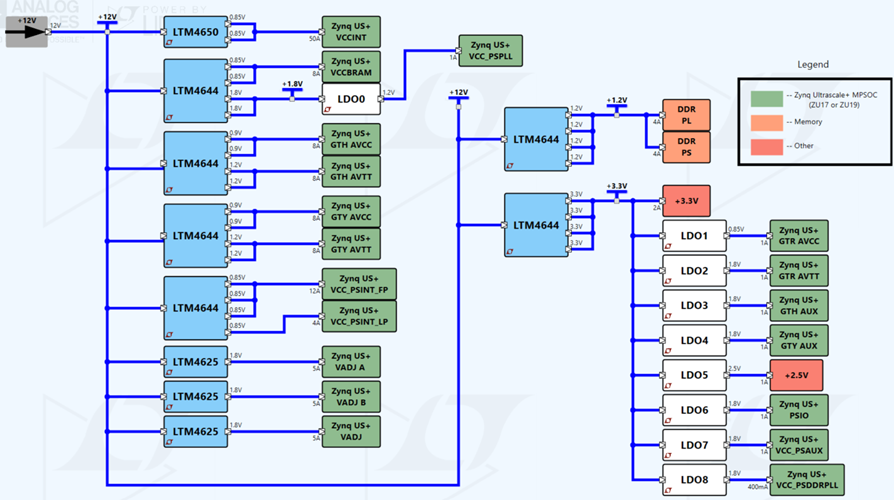 ANALOG
POWER BY
+12V
12V
+12V
LTM4650
0.85V
0.85V
50A
Zynq US+
VCCINT
LTM4644
0.85V
0.85V
1.8V
1.8V
8A
Zynq US+
VCCBRAM
+1.8V
LDO0
1.2V
1A
Zynq US+
VCC_PSPLL
LTM4644
0.9V
0.9V
1.2V
1.2V
8A
Zynq US+
GTH AVCC
8A
Zynq US+
GTH AVTT
LTM4644
0.9V
0.9V
1.2V
1.2V
8A
Zynq US+
GTY AVCC
8A
Zynq US+
GTY AVTT
LTM4644
0.85V
0.85V
0.85V
0.85V
12A
Zynq US+
VCC_PSINT_FP
4A
Zynq US+
VCC_PSINT_LP
LTM4625
1.8V
5A
Zynq US+
VADJ A
LTM4625
1.8V
5A
Zynq US+
VADJ B
LTM4625
1.8V
5A
Zynq US+
VADJ
+12V
LTM4644
1.2V
1.2V
1.2V
1.2V
+1.2V
4A
DDR
PL
4A
DDR
PS
LTM4644
3.3V
3.3V
3.3V
3.3V
+3.3V
2A
+3.3V
LDO1
0.85V
1A
Zynq US+
GTR AVCC
LDO2
1.8V
1A
Zynq US+
GTR AVTT
LDO3
1.8V
1A
Zynq US+
GTH AUX
LDO4
1.8V
1A
Zynq US+
GTY AUX
LDO5
2.5V
1A
+2.5V
LDO6
1.8V
1A
Zynq US+
PSIO
LDO7
1.8V
1A
Zynq US+
VCC_PSAUX
LDO8
1.8V
400mA
Zynq US+
VCC_PSDDRPLL
Legend
-- Zynq Ultrascale+ MPSOC
(ZU17 or ZU19)
-- Memory
-- Other